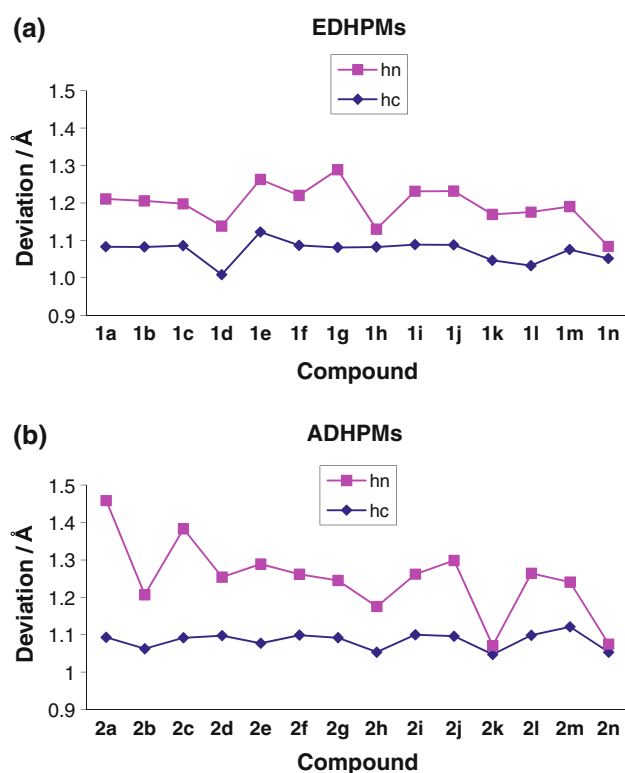 (a) EDHPMs
hn
hc
Deviation / Å
1.5
1.4
1.3
1.2
1.1
1.0
0.9
1a 1b 1c 1d 1e 1f 1g 1h 1i 1j 1k 1l 1m 1n
Compound
(b) ADHPMs
hn
hc
Deviation / Å
1.5
1.4
1.3
1.2
1.1
1
0.9
2a 2b 2c 2d 2e 2f 2g 2h 2i 2j 2k 2l 2m 2n
Compound